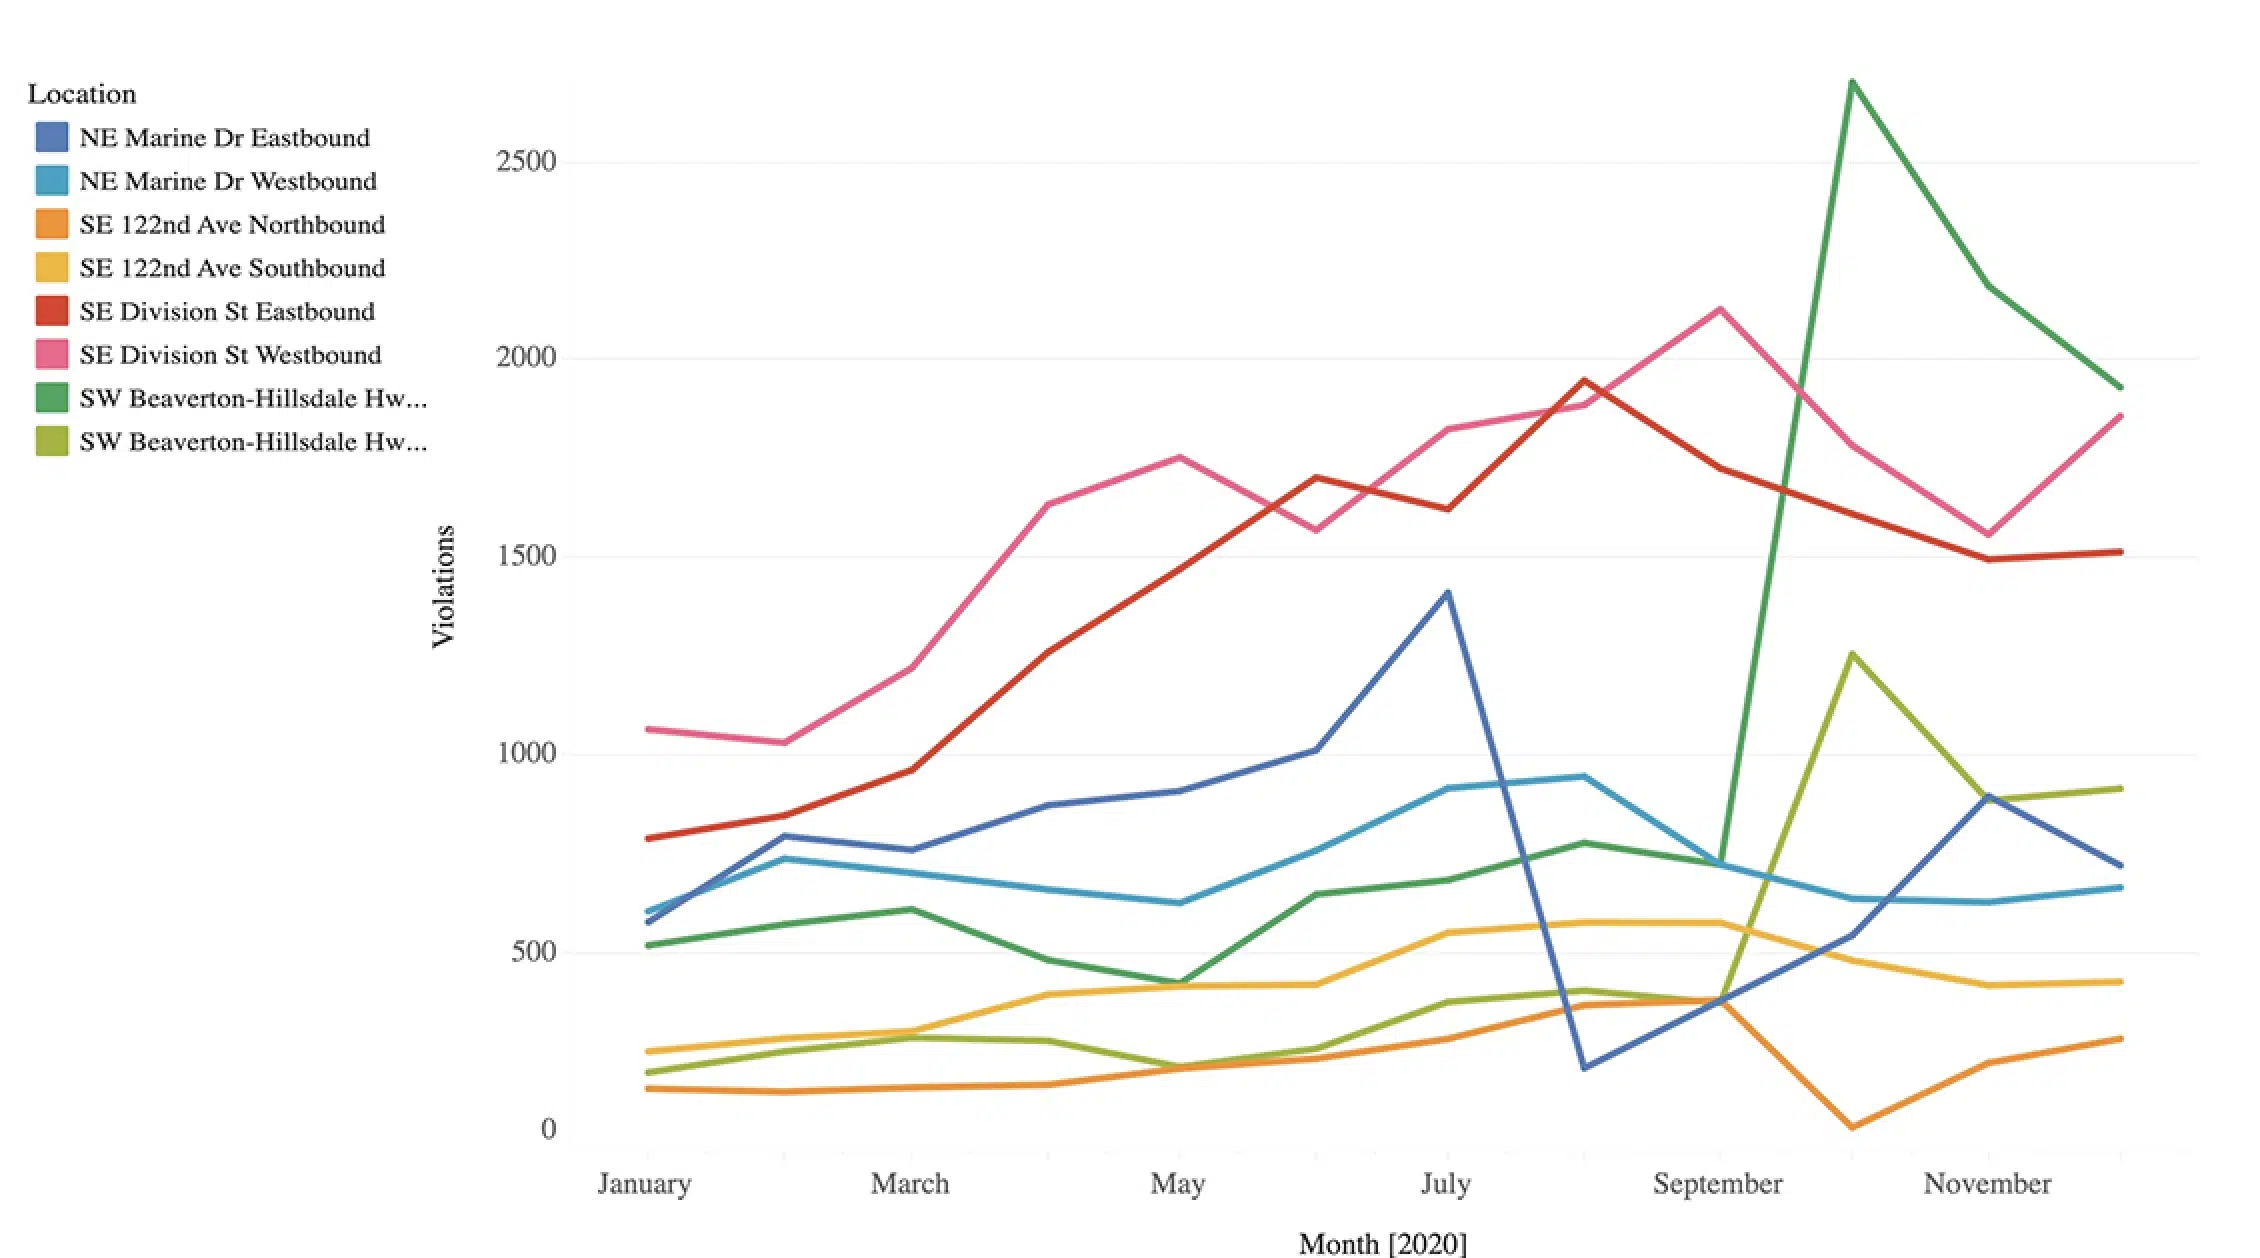 Location
NE Marine Dr Eastbound
NE Marine Dr Westbound
SE 122nd Ave Northbound
SE 122nd Ave Southbound
SE Division St Eastbound
SE Division St Westbound
SW Beaverton-Hillsdale Hw...
SW Beaverton-Hillsdale Hw...
Violations
2500
2000
1500
1000
500
0
January March May July September November
Month [2020]